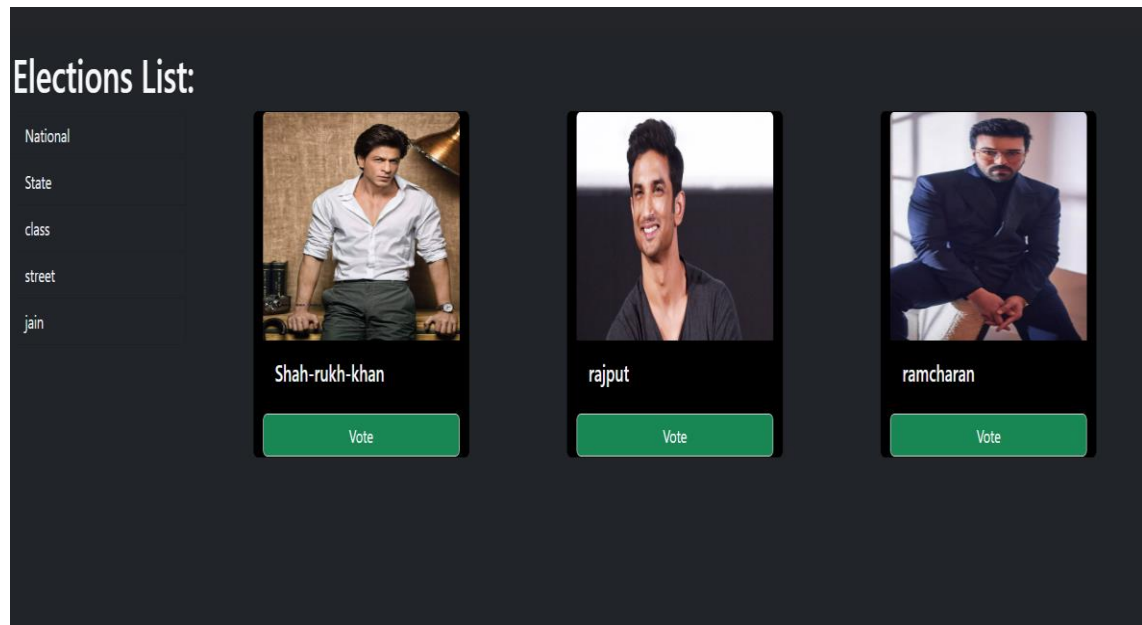 Elections List:
National
State
class
street
jain
Shah-rukh-khan
Vote
rajput
Vote
ramcharan
Vote